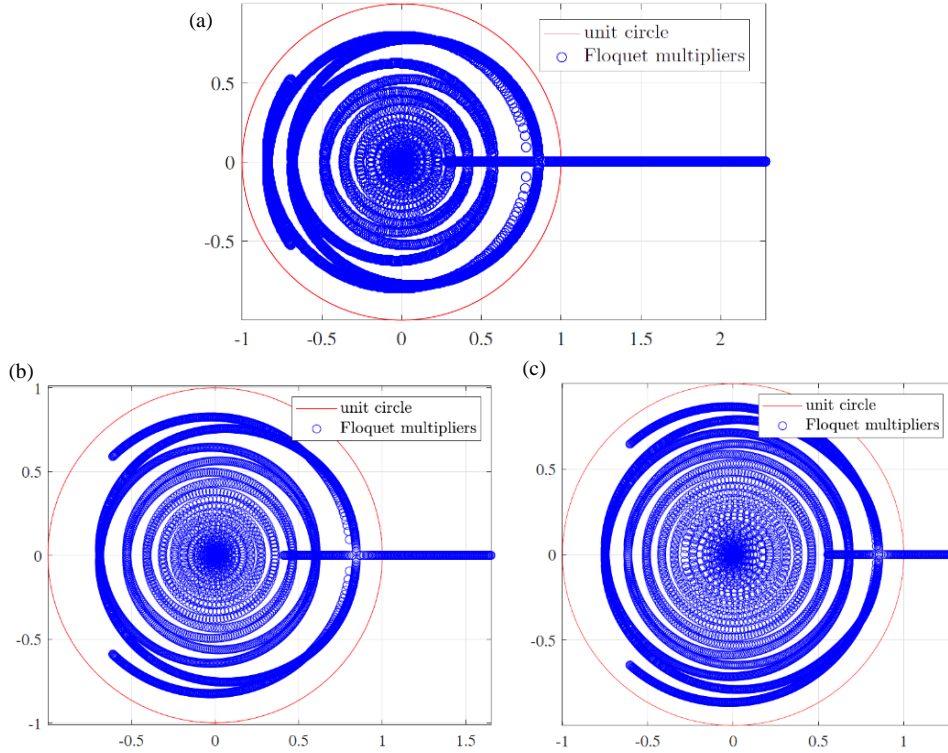 (a)
unit circle
Floquet multipliers
0.5
0
-0.5
-1 -0.5 0 0.5 1 1.5 2
(b)
1
unit circle
Floquet multipliers
0.5
0
-0.5
-1
-0.5 0 0.5 1 1.5
(c)
unit circle
Floquet multipliers
0.5
0
-0.5
-1 -0.5 0 0.5 1